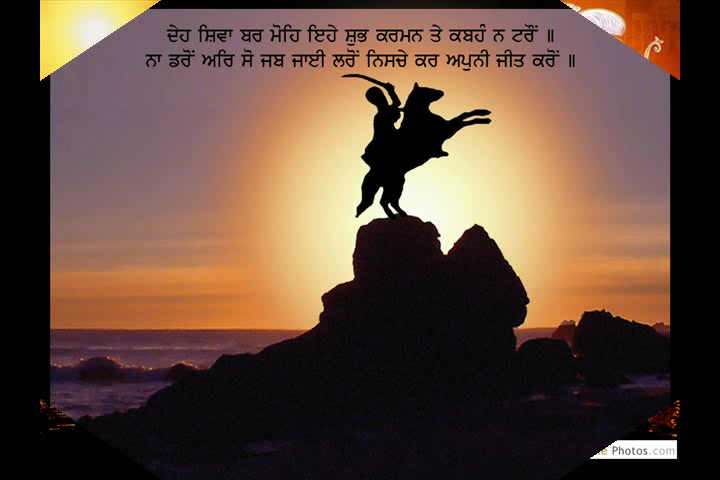 ਦੇਹ ਸ਼ਿਵਾ ਬਰ ਮੋਹਿ ਇਹੇ ਸ਼ੁਭ ਕਰਮਨ ਤੇ ਕਬਹੰ ਨ ਟਰੌਂ ॥
ਨਾ ਡਰੋਂ ਅਰਿ ਸੋ ਜਬ ਜਾਈ ਲਰੋਂ ਨਿਸਚੇ ਕਰ ਅਪੁਨੀ ਜੀਤ ਕਰੋਂ ॥
Photos.com